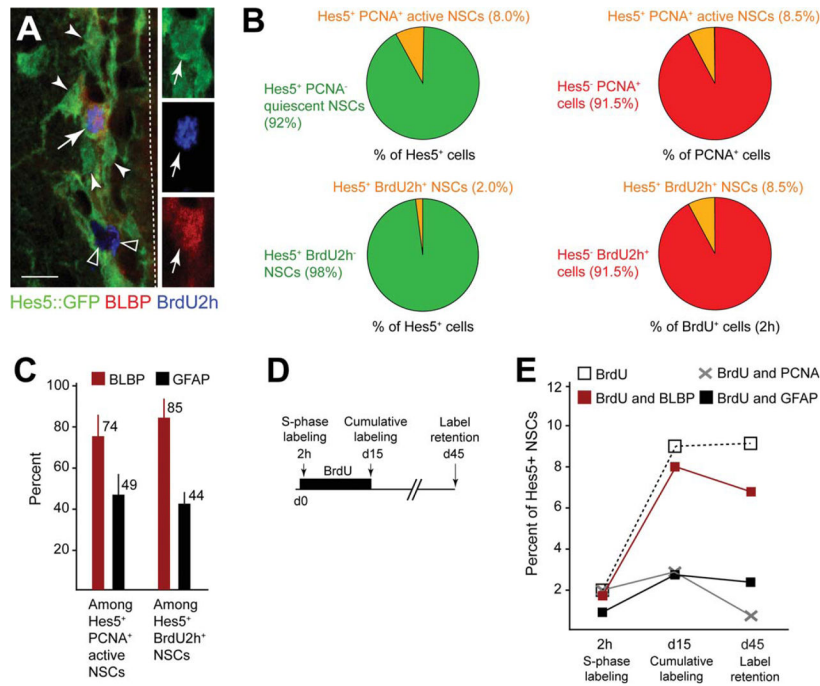 A
Hes5::GFP BLBP BrdU2h
B
Hes5⁺ PCNA⁺ active NSCs (8.0%)
Hes5⁺ PCNA⁻
quiescent NSCs
(92%)
% of Hes5⁺ cells
Hes5⁺ PCNA⁺ active NSCs (8.5%)
Hes5⁻ PCNA⁺
cells (91.5%)
% of PCNA⁺ cells
Hes5⁺ BrdU2h⁺ NSCs (2.0%)
Hes5⁺ BrdU2h⁻
NSCs (98%)
% of Hes5⁺ cells
Hes5⁺ BrdU2h⁺ NSCs (8.5%)
Hes5⁻ BrdU2h⁺
cells (91.5%)
% of BrdU⁺ cells (2h)
C
BLBP GFAP
Percent
100
80
60
40
20
74
49
85
44
Among
Hes5⁺
PCNA⁺
active
NSCs
Among
Hes5⁺
BrdU2h⁺
NSCs
D
S-phase
labeling
2h
Cumulative
labeling
d15
Label
retention
d45
BrdU
d0
E
BrdU
BrdU and PCNA
BrdU and BLBP
BrdU and GFAP
Percent of Hes5+ NSCs
12
10
8
6
4
2
2h
S-phase
labeling
d15
Cumulative
labeling
d45
Label
retention